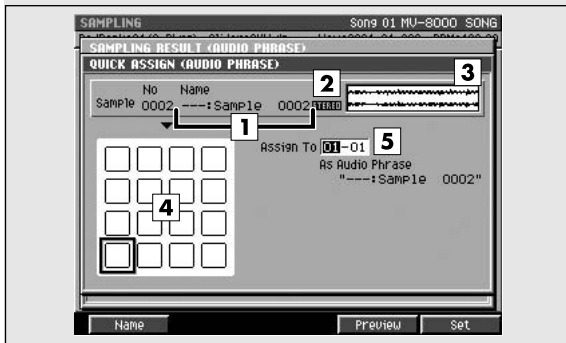 SAMPLING Song 01 MV-8000 SONG
SAMPLING RESULT (AUDIO PHRASE)
QUICK ASSIGN (AUDIO PHRASE)
No Name 2 3
Sample 0002 ---:Sample 0002 STEREO
1
Assign To 01-01 5
As Audio Phrase
"---:Sample 0002"
4
Name Preview Set